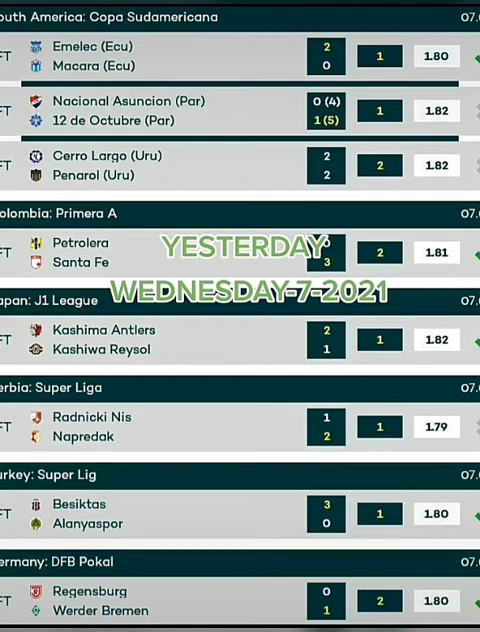 outh America: Copa Sudamericana 07.
FT Emelec (Ecu) 2 1 1.80
Macara (Ecu) 0
FT Nacional Asuncion (Par) 0 (4) 1 1.82
12 de Octubre (Par) 1 (5)
FT Cerro Largo (Uru) 2 2 1.82
Penarol (Uru) 2
olombia: Primera A 07.
FT Petrolera 2 1.81
Santa Fe 3
YESTERDAY
WEDNESDAY-7-2021
apan: J1 League 07.
FT Kashima Antlers 2 1 1.82
Kashiwa Reysol 1
erbia: Super Liga 07.
FT Radnicki Nis 1 1 1.79
Napredak 2
urkey: Super Lig 07.
FT Besiktas 3 1 1.80
Alanyaspor 0
ermany: DFB Pokal 07.
FT Regensburg 0 2 1.80
Werder Bremen 1